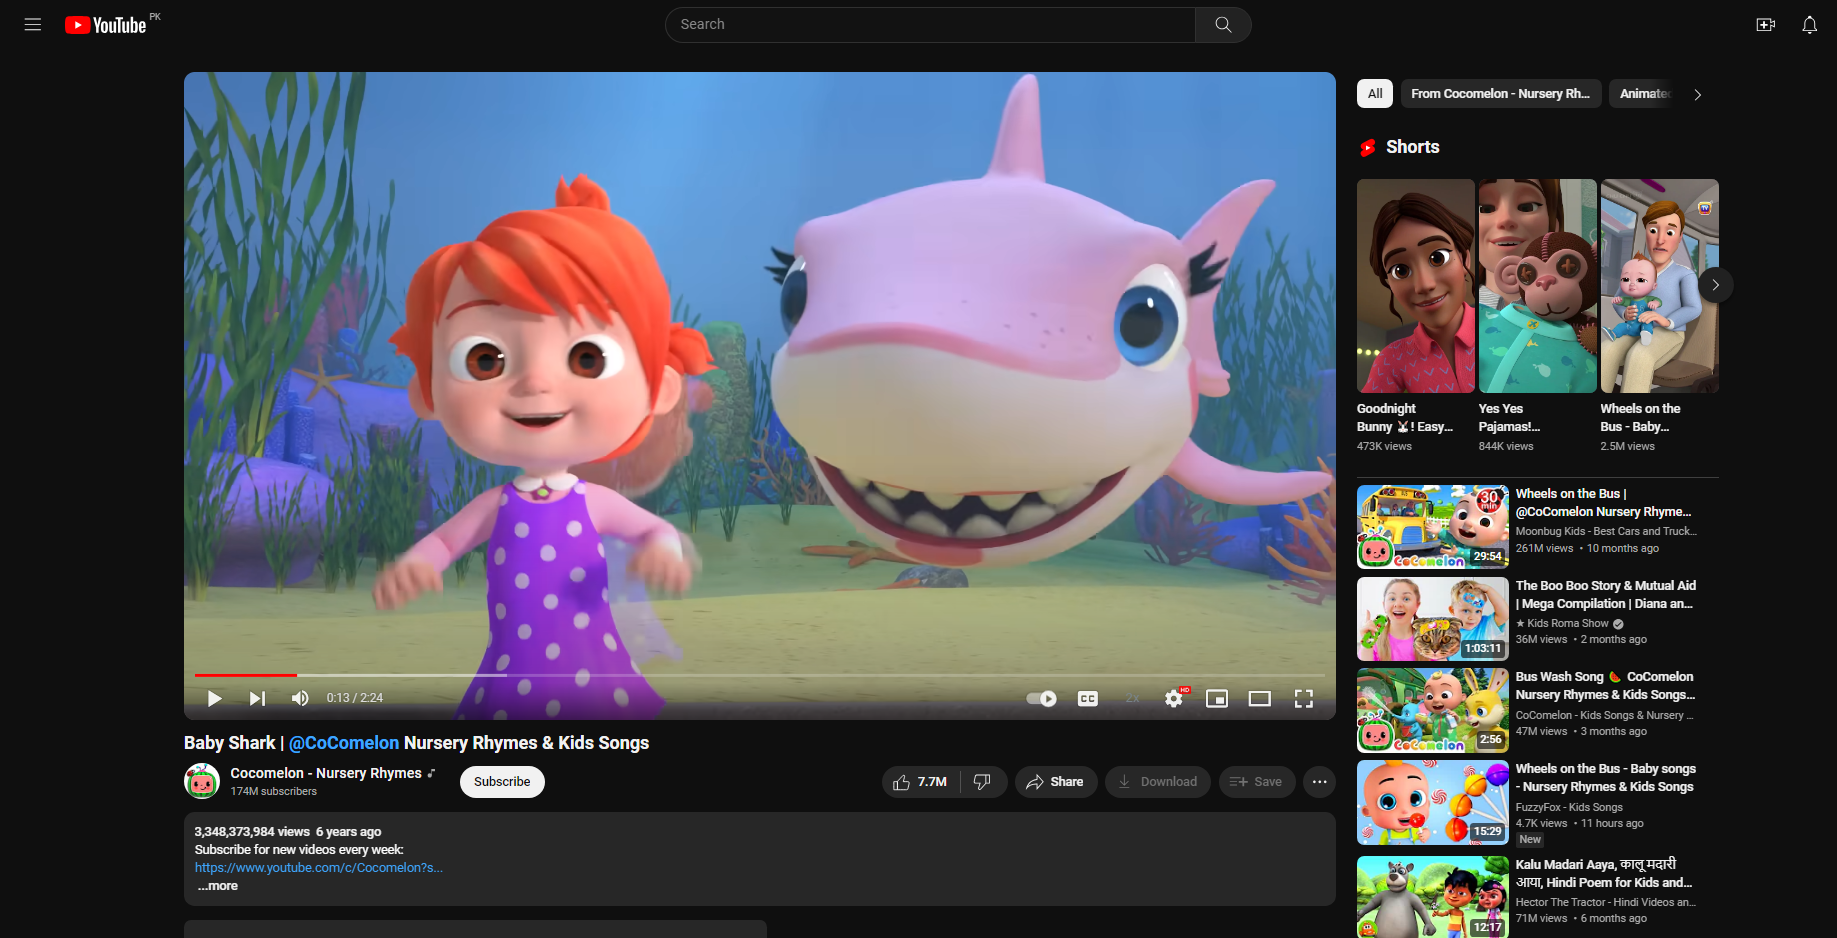 YouTube PK
Search
All
From Cocomelon - Nursery Rh...
Animated
Shorts
Goodnight
Bunny 🐰! Easy...
473K views
Yes Yes
Pajamas!...
844K views
Wheels on the
Bus - Baby...
2.5M views
0:13 / 2:24
CC
2x
HD
Baby Shark | @CoComelon Nursery Rhymes & Kids Songs
Cocomelon - Nursery Rhymes
174M subscribers
Subscribe
7.7M
Share
Download
Save
3,348,373,984 views 6 years ago
Subscribe for new videos every week:
https://www.youtube.com/c/Cocomelon?s...
...more
30
min
CoComelon
29:54
Wheels on the Bus |
@CoComelon Nursery Rhyme...
Moonbug Kids - Best Cars and Truck...
261M views • 10 months ago
1:03:11
The Boo Boo Story & Mutual Aid
| Mega Compilation | Diana an...
★ Kids Roma Show
36M views • 2 months ago
CoComelon
2:56
Bus Wash Song 🍉 CoComelon
Nursery Rhymes & Kids Songs...
CoComelon - Kids Songs & Nursery ...
47M views • 3 months ago
15:29
Wheels on the Bus - Baby songs
- Nursery Rhymes & Kids Songs
FuzzyFox - Kids Songs
4.7K views • 11 hours ago
New
12:17
Kalu Madari Aaya, कालू मदारी
आया, Hindi Poem for Kids and...
Hector The Tractor - Hindi Videos an...
71M views • 6 months ago